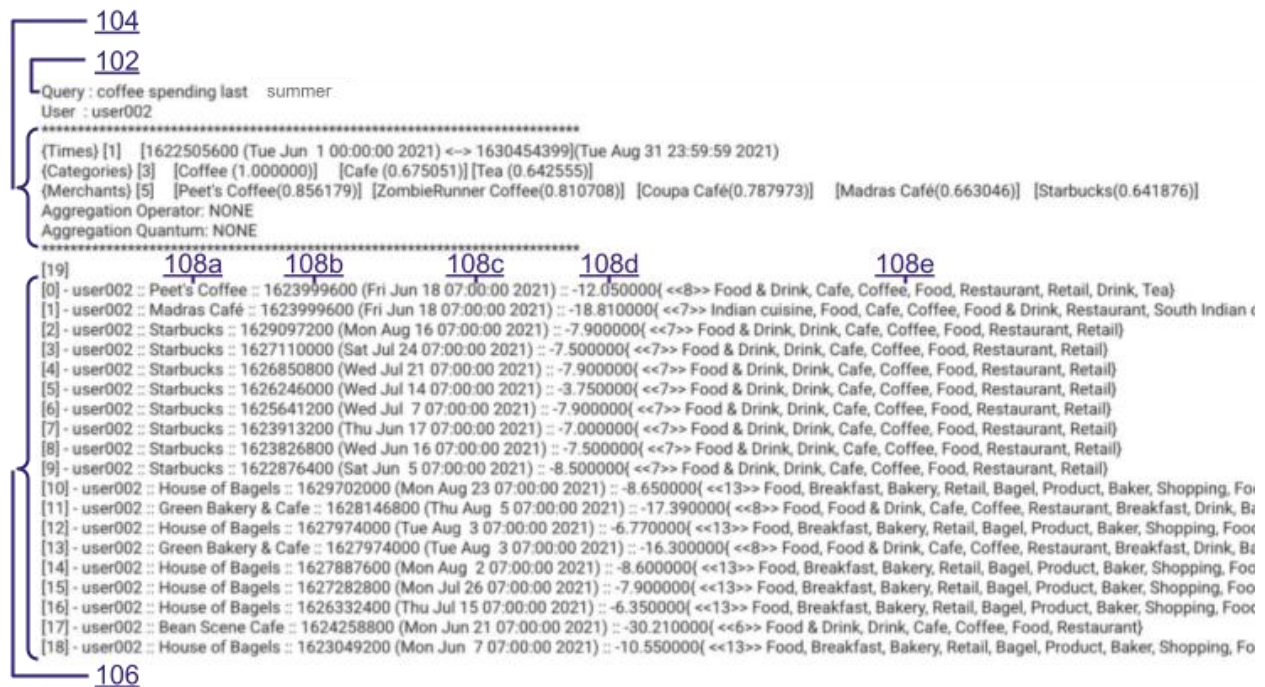 104
102
Query : coffee spending last summer
User : user002
******************************************************************************
{Times} [1] [1622505600 (Tue Jun 1 00:00:00 2021) <--> 1630454399](Tue Aug 31 23:59:59 2021)
{Categories} [3] [Coffee (1.000000)] [Cafe (0.675051)] [Tea (0.642555)]
{Merchants} [5] [Peet's Coffee(0.856179)] [ZombieRunner Coffee(0.810708)] [Coupa Café(0.787973)] [Madras Café(0.663046)] [Starbucks(0.641876)]
Aggregation Operator: NONE
Aggregation Quantum: NONE
******************************************************************************
[19] 108a 108b 108c 108d 108e
[0] - user002 :: Peet's Coffee :: 1623999600 (Fri Jun 18 07:00:00 2021) :: -12.050000{ <<8>> Food & Drink, Cafe, Coffee, Food, Restaurant, Retail, Drink, Tea}
[1] - user002 :: Madras Café :: 1623999600 (Fri Jun 18 07:00:00 2021) :: -18.810000{ <<7>> Indian cuisine, Food, Cafe, Coffee, Food & Drink, Restaurant, South Indian
[2] - user002 :: Starbucks :: 1629097200 (Mon Aug 16 07:00:00 2021) :: -7.900000{ <<7>> Food & Drink, Drink, Cafe, Coffee, Food, Restaurant, Retail}
[3] - user002 :: Starbucks :: 1627110000 (Sat Jul 24 07:00:00 2021) :: -7.500000{ <<7>> Food & Drink, Drink, Cafe, Coffee, Food, Restaurant, Retail}
[4] - user002 :: Starbucks :: 1626850800 (Wed Jul 21 07:00:00 2021) :: -7.900000{ <<7>> Food & Drink, Drink, Cafe, Coffee, Food, Restaurant, Retail}
[5] - user002 :: Starbucks :: 1626246000 (Wed Jul 14 07:00:00 2021) :: -3.750000{ <<7>> Food & Drink, Drink, Cafe, Coffee, Food, Restaurant, Retail}
[6] - user002 :: Starbucks :: 1625641200 (Wed Jul 7 07:00:00 2021) :: -7.900000{ <<7>> Food & Drink, Drink, Cafe, Coffee, Food, Restaurant, Retail}
[7] - user002 :: Starbucks :: 1623913200 (Thu Jun 17 07:00:00 2021) :: -7.000000{ <<7>> Food & Drink, Drink, Cafe, Coffee, Food, Restaurant, Retail}
[8] - user002 :: Starbucks :: 1623826800 (Wed Jun 16 07:00:00 2021) :: -7.500000{ <<7>> Food & Drink, Drink, Cafe, Coffee, Food, Restaurant, Retail}
[9] - user002 :: Starbucks :: 1622876400 (Sat Jun 5 07:00:00 2021) :: -8.500000{ <<7>> Food & Drink, Drink, Cafe, Coffee, Food, Restaurant, Retail}
[10] - user002 :: House of Bagels :: 1629702000 (Mon Aug 23 07:00:00 2021) :: -8.650000{ <<13>> Food, Breakfast, Bakery, Retail, Bagel, Product, Baker, Shopping, Fo
[11] - user002 :: Green Bakery & Cafe :: 1628146800 (Thu Aug 5 07:00:00 2021) :: -17.390000{ <<8>> Food, Food & Drink, Cafe, Coffee, Restaurant, Breakfast, Drink, Ba
[12] - user002 :: House of Bagels :: 1627974000 (Tue Aug 3 07:00:00 2021) :: -6.770000{ <<13>> Food, Breakfast, Bakery, Retail, Bagel, Product, Baker, Shopping, Food
[13] - user002 :: Green Bakery & Cafe :: 1627974000 (Tue Aug 3 07:00:00 2021) :: -16.300000{ <<8>> Food, Food & Drink, Cafe, Coffee, Restaurant, Breakfast, Drink, Ba
[14] - user002 :: House of Bagels :: 1627887600 (Mon Aug 2 07:00:00 2021) :: -8.600000{ <<13>> Food, Breakfast, Bakery, Retail, Bagel, Product, Baker, Shopping, Foo
[15] - user002 :: House of Bagels :: 1627282800 (Mon Jul 26 07:00:00 2021) :: -7.900000{ <<13>> Food, Breakfast, Bakery, Retail, Bagel, Product, Baker, Shopping, Foo
[16] - user002 :: House of Bagels :: 1626332400 (Thu Jul 15 07:00:00 2021) :: -6.350000{ <<13>> Food, Breakfast, Bakery, Retail, Bagel, Product, Baker, Shopping, Food
[17] - user002 :: Bean Scene Cafe :: 1624258800 (Mon Jun 21 07:00:00 2021) :: -30.210000{ <<6>> Food & Drink, Drink, Cafe, Coffee, Food, Restaurant}
[18] - user002 :: House of Bagels :: 1623049200 (Mon Jun 7 07:00:00 2021) :: -10.550000{ <<13>> Food, Breakfast, Bakery, Retail, Bagel, Product, Baker, Shopping, Fo
106